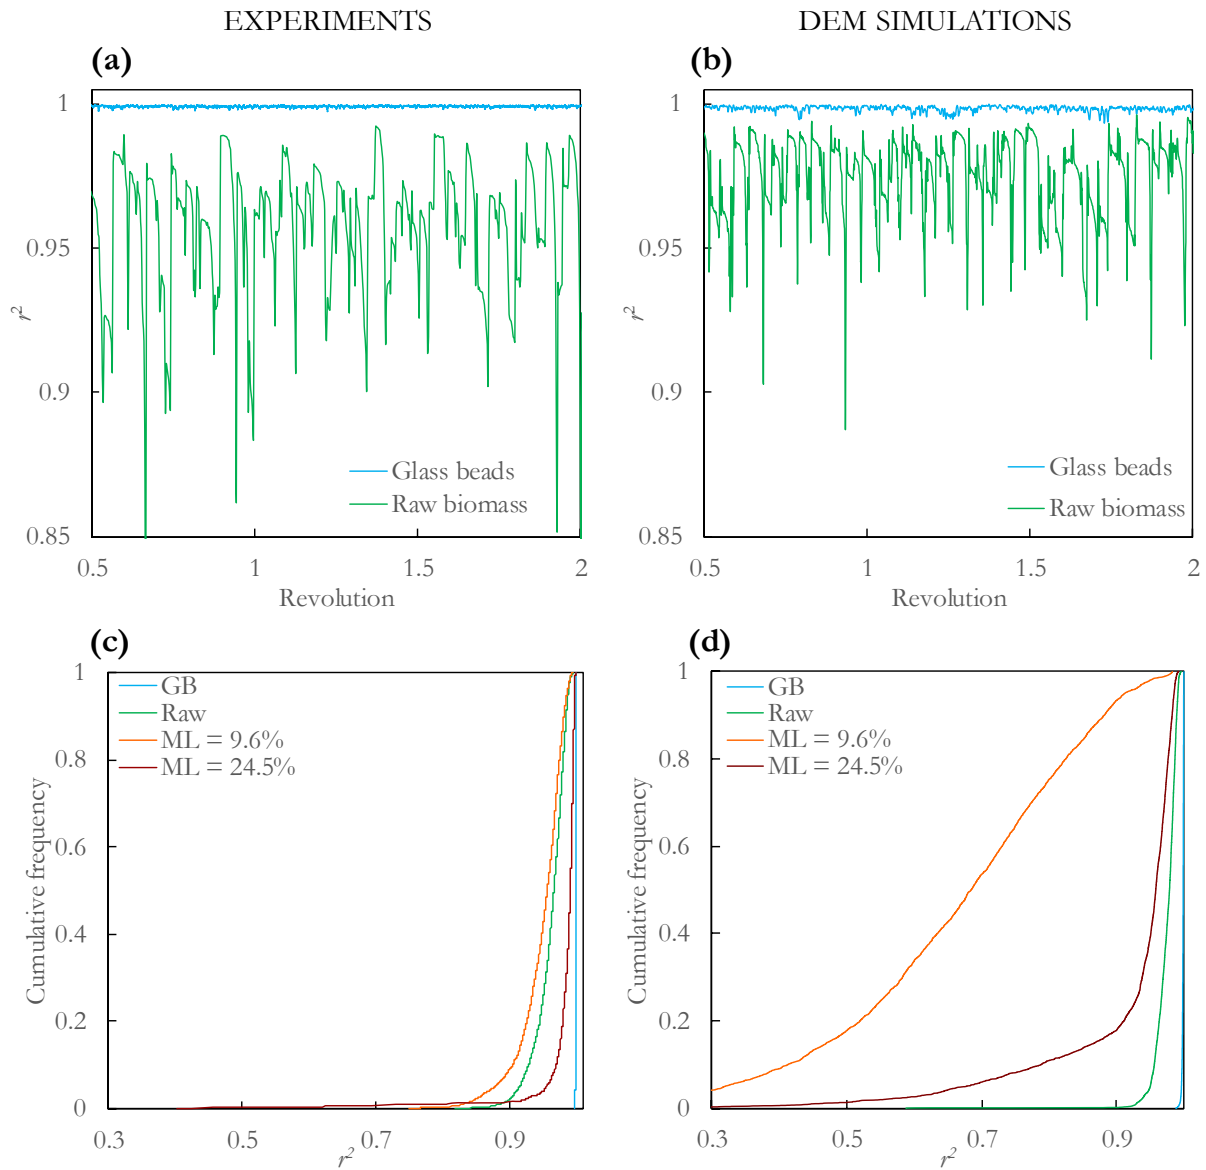 EXPERIMENTS
DEM SIMULATIONS
(a)
1
0.95
0.9
0.85
r²
0.5
1
1.5
2
Revolution
Glass beads
Raw biomass
(b)
1
0.95
0.9
0.85
r²
0.5
1
1.5
2
Revolution
Glass beads
Raw biomass
(c)
1
0.8
0.6
0.4
0.2
0
Cumulative frequency
0.3
0.5
0.7
0.9
r²
GB
Raw
ML = 9.6%
ML = 24.5%
(d)
1
0.8
0.6
0.4
0.2
0
Cumulative frequency
0.3
0.5
0.7
0.9
r²
GB
Raw
ML = 9.6%
ML = 24.5%